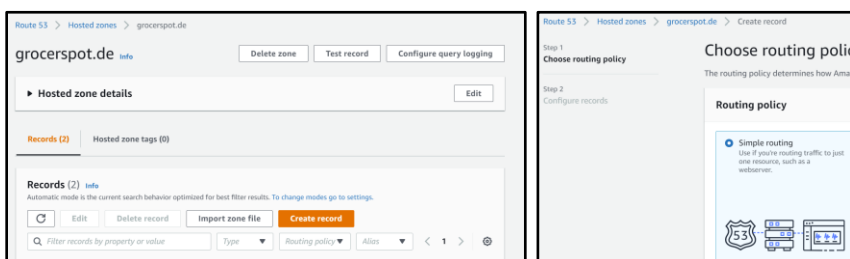 Route 53 > Hosted zones > grocerspot.de
grocerspot.de Info
Delete zone
Test record
Configure query logging
▶ Hosted zone details
Edit
Records (2)
Hosted zone tags (0)
Records (2) Info
Automatic mode is the current search behavior optimized for best filter results. To change modes go to settings.
Edit
Delete record
Import zone file
Create record
Filter records by property or value
Type
Routing policy
Alias
< 1 >
Route 53 > Hosted zones > grocerspot.de > Create record
Step 1
Choose routing policy
Step 2
Configure records
Choose routing polic
The routing policy determines how Ama
Routing policy
Simple routing
Use if you're routing traffic to just
one resource, such as a
webserver.
53